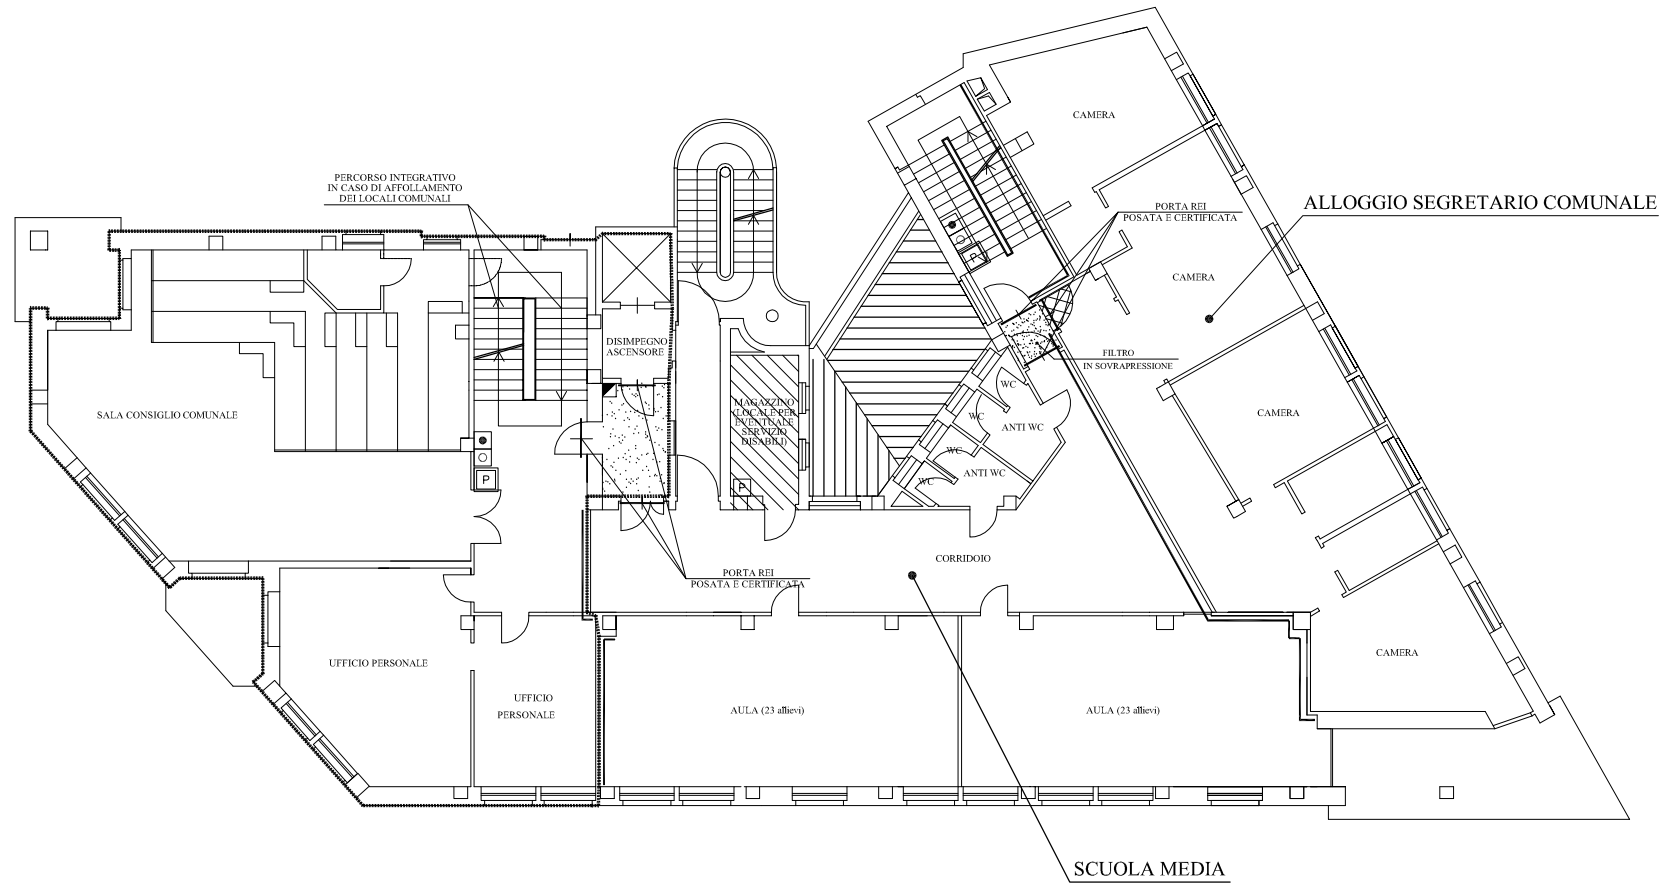 CAMERA
PERCORSO INTEGRATIVO
IN CASO DI AFFOLLAMENTO
DEI LOCALI COMUNALI
PORTA REI
POSATA E CERTIFICATA
ALLOGGIO SEGRETARIO COMUNALE
P
CAMERA
DISIMPEGNO
ASCENSORE
FILTRO
IN SOVRAPRESSIONE
WC
MAGAZZINO
(LOCALE PER
EVENTUALE
SERVIZIO
DISABILI)
SALA CONSIGLIO COMUNALE
WC
ANTI WC
CAMERA
WC
ANTI WC
WC
P
P
CORRIDOIO
PORTA REI
POSATA E CERTIFICATA
UFFICIO PERSONALE
CAMERA
UFFICIO
PERSONALE
AULA (23 allievi)
AULA (23 allievi)
SCUOLA MEDIA